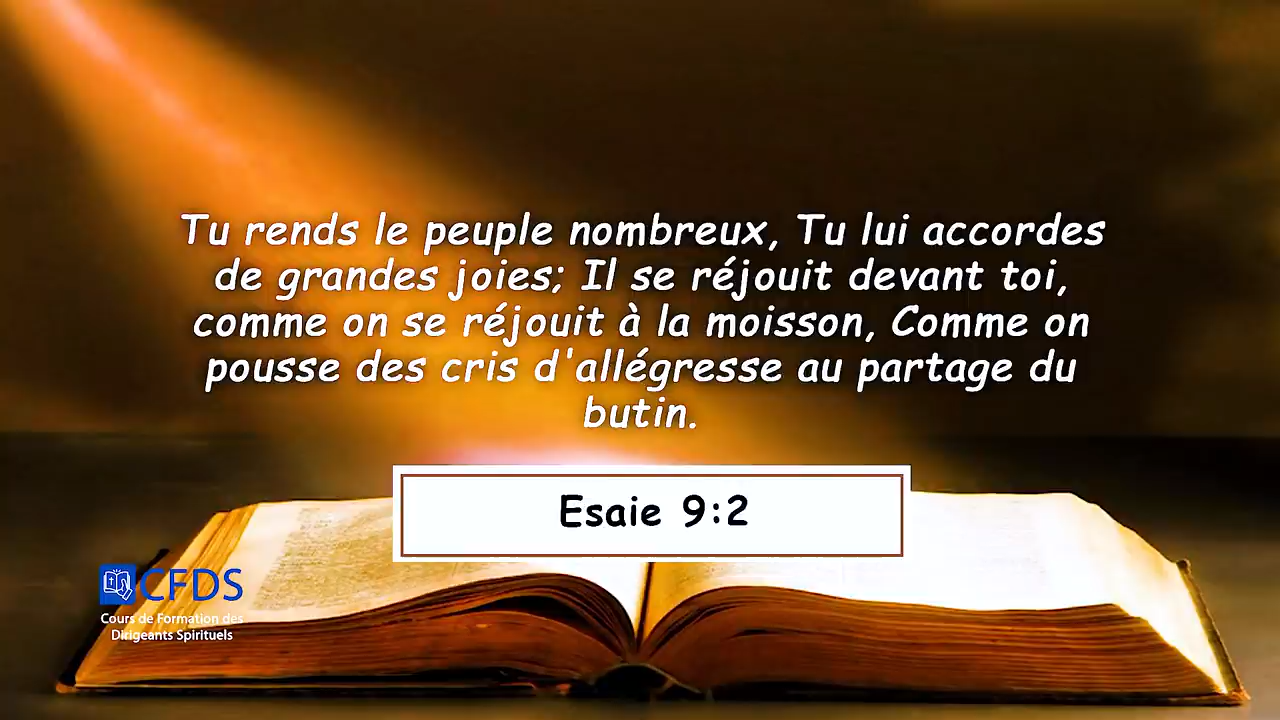 Tu rends le peuple nombreux, Tu lui accordes
de grandes joies; Il se réjouit devant toi,
comme on se réjouit à la moisson, Comme on
pousse des cris d'allégresse au partage du
butin.
Esaie 9:2
CFDS
Cours de Formation des
Dirigeants Spirituels